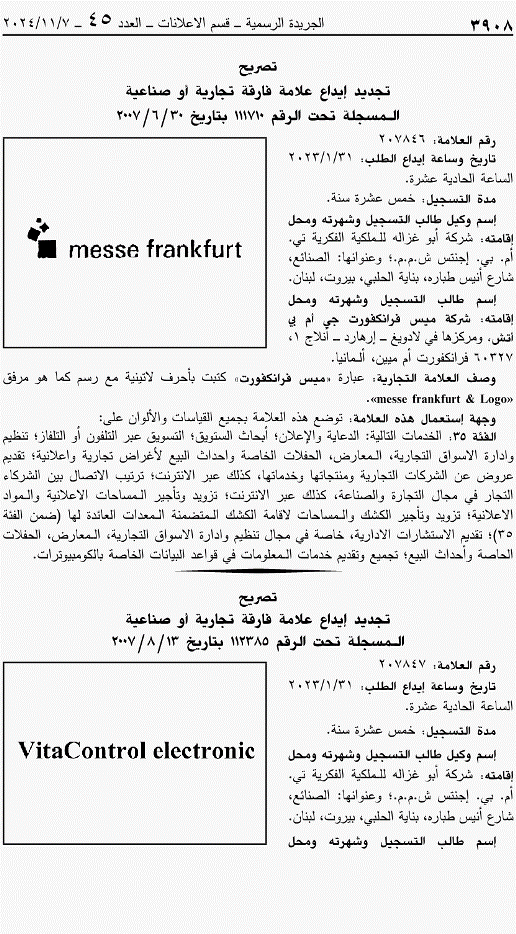 ٣٩٠٨ الجريدة الرسمية ــ قسم الاعلانات ــ العدد ٤٥ ــ ٢٠٢٤/١١/٧
تصريح
تجديد إيداع علامة فارقة تجارية أو صناعية
المسجلة تحت الرقم ١١١٧١٠ بتاريخ ٢٠٠٧/٦/٣٠
رقم العلامة: ٢٠٧٨٤٦
تاريخ وساعة إيداع الطلب: ٢٠٢٣/١/٣١
الساعة الحادية عشرة.
مدة التسجيل: خمس عشرة سنة.
إسم وكيل طالب التسجيل وشهرته ومحل
إقامته: شركة أبو غزاله للملكية الفكرية تي.
أم. بي. إجنتس ش.م.م.؛ وعنوانها: الصنائع،
شارع أنيس طباره، بناية الحلبي، بيروت، لبنان.
إسم طالب التسجيل وشهرته ومحل
إقامته: شركة ميس فرانكفورت جي أم بي
أتش. ومركزها في لادويغ ــ إرهارد ــ أنلاج ١،
٦٠٣٢٧ فرانكفورت أم مين، ألمانيا.
messe frankfurt
وصف العلامة التجارية: عبارة «ميس فرانكفورت» كتبت بأحرف لاتينية مع رسم كما هو مرفق
«messe frankfurt & Logo».
وجهة إستعمال هذه العلامة: توضع هذه العلامة بجميع القياسات والألوان على:
الفئة ٣٥. الخدمات التالية: الدعاية والإعلان؛ أبحاث الستويق؛ التسويق عبر التلفون أو التلفاز؛ تنظيم
وادارة الاسواق التجارية، المعارض، الحفلات الخاصة واحداث البيع لأغراض تجارية واعلانية؛ تقديم
عروض عن الشركات التجارية ومنتجاتها وخدماتها، كذلك عبر الانترنت؛ ترتيب الاتصال بين الشركاء
التجار في مجال التجارة والصناعة، كذلك عبر الانترنت؛ تزويد وتأجير المساحات الاعلانية والمواد
الاعلانية؛ تزويد وتأجير الكشك والمساحات لاقامة الكشك المتضمنة المعدات العائدة لها (ضمن الفئة
٣٥)؛ تقديم الاستشارات الادارية، خاصة في مجال تنظيم وادارة الاسواق التجارية، المعارض، الحفلات
الخاصة وأحداث البيع؛ تجميع وتقديم خدمات المعلومات في قواعد البيانات الخاصة بالكومبيوترات.
تصريح
تجديد إيداع علامة فارقة تجارية أو صناعية
المسجلة تحت الرقم ١١٢٣٨٥ بتاريخ ٢٠٠٧/٨/١٣
رقم العلامة: ٢٠٧٨٤٧
تاريخ وساعة إيداع الطلب: ٢٠٢٣/١/٣١
الساعة الحادية عشرة.
مدة التسجيل: خمس عشرة سنة.
إسم وكيل طالب التسجيل وشهرته ومحل
إقامته: شركة أبو غزاله للملكية الفكرية تي.
أم. بي. إجنتس ش.م.م.؛ وعنوانها: الصنائع،
شارع أنيس طباره، بناية الحلبي، بيروت، لبنان.
إسم طالب التسجيل وشهرته ومحل
VitaControl electronic